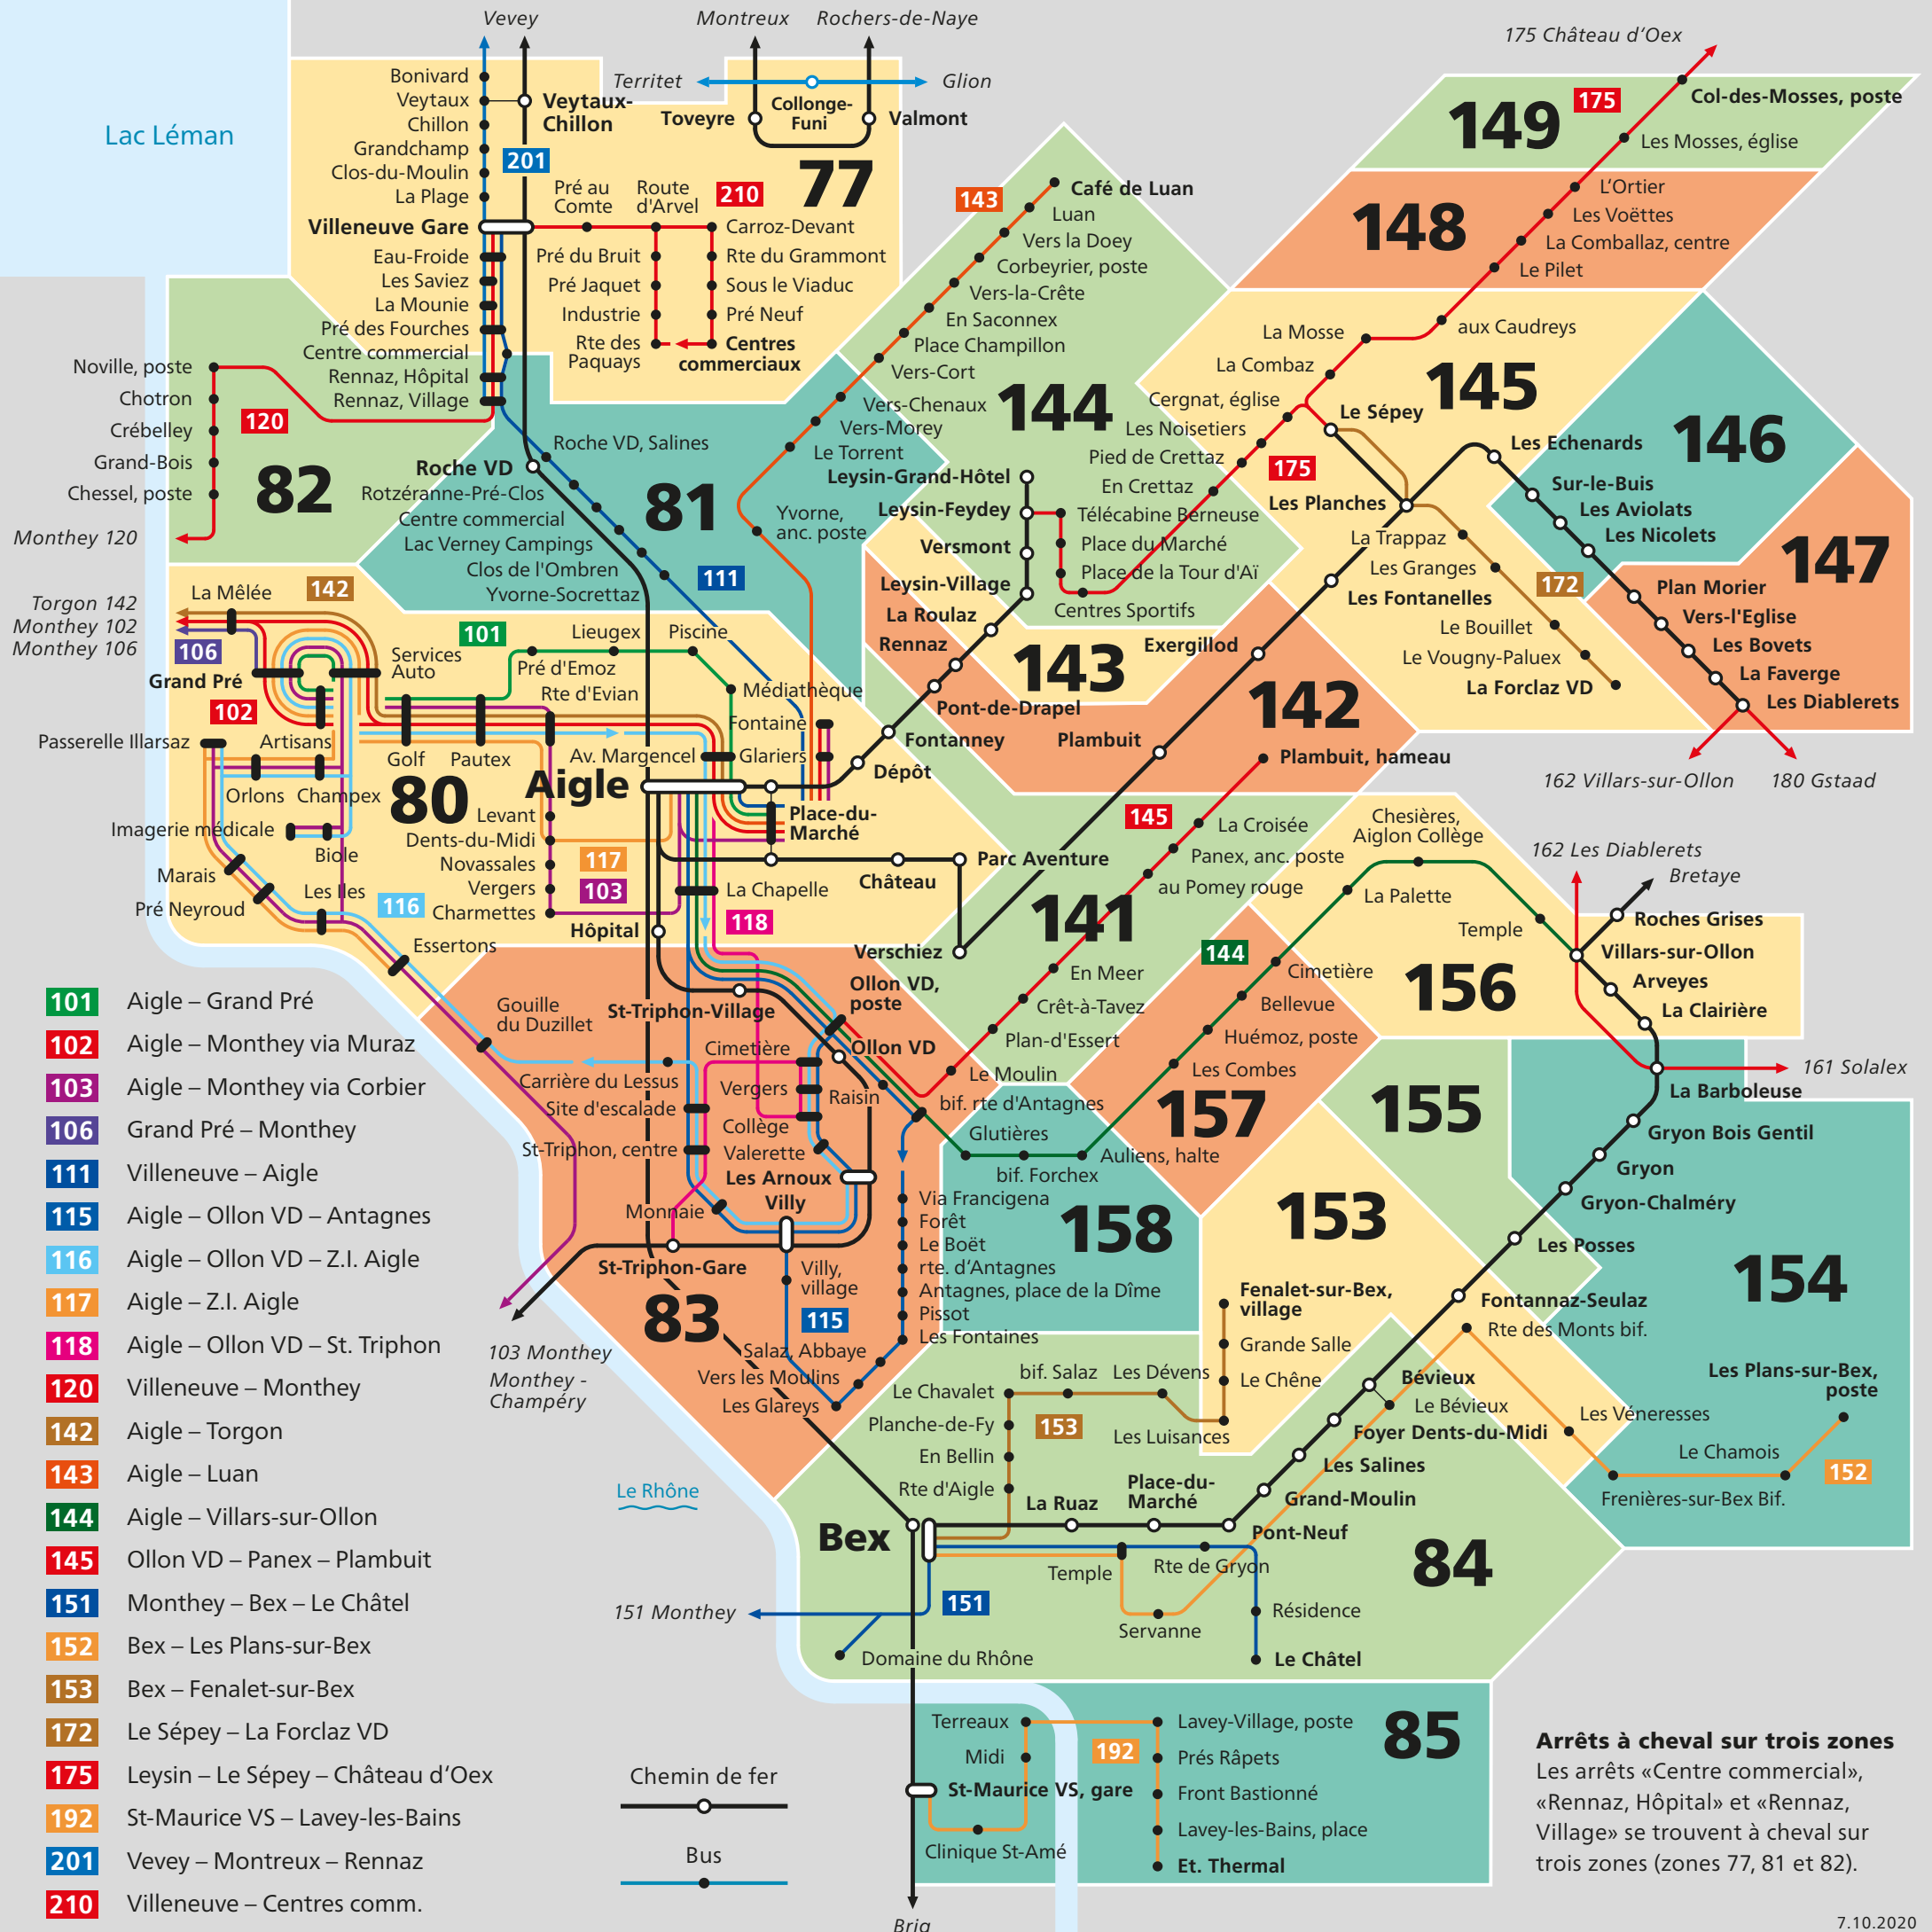 Vevey
Montreux
Rochers-de-Naye
175 Château d'Oex
Territet
Glion
Lac Léman
Bonivard
Veytaux
Chillon
Grandchamp
Clos-du-Moulin
La Plage
Villeneuve Gare
Veytaux-
Chillon
201
Toveyre
Collonge-
Funi
Valmont
77
Pré au
Comte
Route
d'Arvel
210
Carroz-Devant
Rte du Grammont
Sous le Viaduc
Pré Neuf
Centres
commerciaux
Pré du Bruit
Pré Jaquet
Industrie
Rte des
Paquays
Eau-Froide
Les Saviez
La Mounie
Pré des Fourches
Centre commercial
Rennaz, Hôpital
Rennaz, Village
Noville, poste
Chotron
Crébelley
Grand-Bois
Chessel, poste
Monthey 120
120
82
Roche VD, Salines
Roche VD
Rotzéranne-Pré-Clos
Centre commercial
Lac Verney Campings
Clos de l'Ombren
Yvorne-Socrettaz
81
111
143
Café de Luan
Luan
Vers la Doey
Corbeyrier, poste
Vers-la-Crête
En Saconnex
Place Champillon
Vers-Cort
Vers-Chenaux
Vers-Morey
Le Torrent
Yvorne,
anc. poste
144
149
175
Col-des-Mosses, poste
Les Mosses, église
148
L'Ortier
Les Voëttes
La Comballaz, centre
Le Pilet
aux Caudreys
La Mosse
La Combaz
Cergnat, église
Les Noisetiers
Pied de Crettaz
En Crettaz
175
145
Le Sépey
Les Planches
Les Echenards
146
Sur-le-Buis
Les Aviolats
Les Nicolets
147
Plan Morier
Vers-l'Eglise
Les Bovets
La Faverge
Les Diablerets
162 Villars-sur-Ollon
180 Gstaad
La Trappaz
Les Granges
172
Le Bouillet
Le Vougny-Paluex
La Forclaz VD
Les Fontanelles
Exergillod
Leysin-Grand-Hôtel
Leysin-Feydey
Versmont
Leysin-Village
Télécabine Berneuse
Place du Marché
Place de la Tour d'Aï
Centres Sportifs
La Roulaz
Rennaz
143
Pont-de-Drapel
Fontanney
Dépôt
142
Plambuit
Plambuit, hameau
Torgon 142
Monthey 102
Monthey 106
La Mêlée
142
106
Grand Pré
102
Services
Auto
101
Lieugex
Piscine
Pré d'Emoz
Rte d'Evian
Médiathèque
Fontaine
Glariers
Av. Margencel
Passerelle Illarsaz
Artisans
Golf
Pautex
Orlons
Champex
80
Aigle
Imagerie médicale
Biole
Marais
Pré Neyroud
Les Iles
116
Essertons
Levant
Dents-du-Midi
Novassales
Vergers
Charmettes
117
103
Place-du-
Marché
La Chapelle
118
Hôpital
Château
Parc Aventure
Verschiez
145
La Croisée
Panex, anc. poste
au Pomey rouge
141
En Meer
Crêt-à-Tavez
Plan-d'Essert
Le Moulin
Chesières,
Aiglon Collège
La Palette
Temple
162 Les Diablerets
Bretaye
Roches Grises
Villars-sur-Ollon
Arveyes
La Clairière
156
144
Cimetière
Bellevue
Huémoz, poste
Les Combes
157
161 Solalex
La Barboleuse
Gryon Bois Gentil
Gryon
Gryon-Chalméry
Les Posses
155
154
Fontannaz-Seulaz
Rte des Monts bif.
Les Plans-sur-Bex,
poste
Les Véneresses
Le Chamois
152
Frenières-sur-Bex Bif.
Gouille
du Duzillet
St-Triphon-Village
Ollon VD,
poste
Ollon VD
Cimetière
Vergers
Collège
Valerette
Raisin
Carrière du Lessus
Site d'escalade
St-Triphon, centre
Les Arnoux
Villy
Monnaie
St-Triphon-Gare
83
Villy,
village
115
Salaz, Abbaye
Vers les Moulins
Les Glareys
bif. rte d'Antagnes
Glutières
bif. Forchex
Auliens, halte
Via Francigena
Forêt
Le Boët
rte. d'Antagnes
Antagnes, place de la Dîme
Pissot
Les Fontaines
158
153
Fenalet-sur-Bex,
village
Grande Salle
Le Chêne
Les Luisances
Les Dévens
bif. Salaz
Le Chavalet
Planche-de-Fy
En Bellin
Rte d'Aigle
153
Bévieux
Le Bévieux
Foyer Dents-du-Midi
Les Salines
Grand-Moulin
Pont-Neuf
Place-du-
Marché
La Ruaz
Bex
84
Temple
Rte de Gryon
Servanne
Résidence
Le Châtel
151
151 Monthey
Domaine du Rhône
103 Monthey
Monthey -
Champéry
Le Rhône
Terreaux
Midi
192
St-Maurice VS, gare
Clinique St-Amé
Lavey-Village, poste
Prés Râpets
Front Bastionné
Lavey-les-Bains, place
Et. Thermal
85
Brig
101 Aigle – Grand Pré
102 Aigle – Monthey via Muraz
103 Aigle – Monthey via Corbier
106 Grand Pré – Monthey
111 Villeneuve – Aigle
115 Aigle – Ollon VD – Antagnes
116 Aigle – Ollon VD – Z.I. Aigle
117 Aigle – Z.I. Aigle
118 Aigle – Ollon VD – St. Triphon
120 Villeneuve – Monthey
142 Aigle – Torgon
143 Aigle – Luan
144 Aigle – Villars-sur-Ollon
145 Ollon VD – Panex – Plambuit
151 Monthey – Bex – Le Châtel
152 Bex – Les Plans-sur-Bex
153 Bex – Fenalet-sur-Bex
172 Le Sépey – La Forclaz VD
175 Leysin – Le Sépey – Château d'Oex
192 St-Maurice VS – Lavey-les-Bains
201 Vevey – Montreux – Rennaz
210 Villeneuve – Centres comm.
Chemin de fer
Bus
Arrêts à cheval sur trois zones
Les arrêts «Centre commercial»,
«Rennaz, Hôpital» et «Rennaz,
Village» se trouvent à cheval sur
trois zones (zones 77, 81 et 82).
7.10.2020